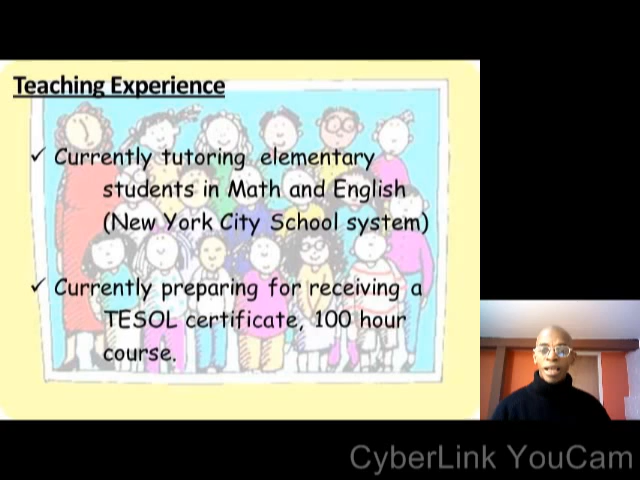 Teaching Experience
✓ Currently tutoring elementary
students in Math and English
(New York City School system)
✓ Currently preparing for receiving a
TESOL certificate, 100 hour
course.
CyberLink YouCam